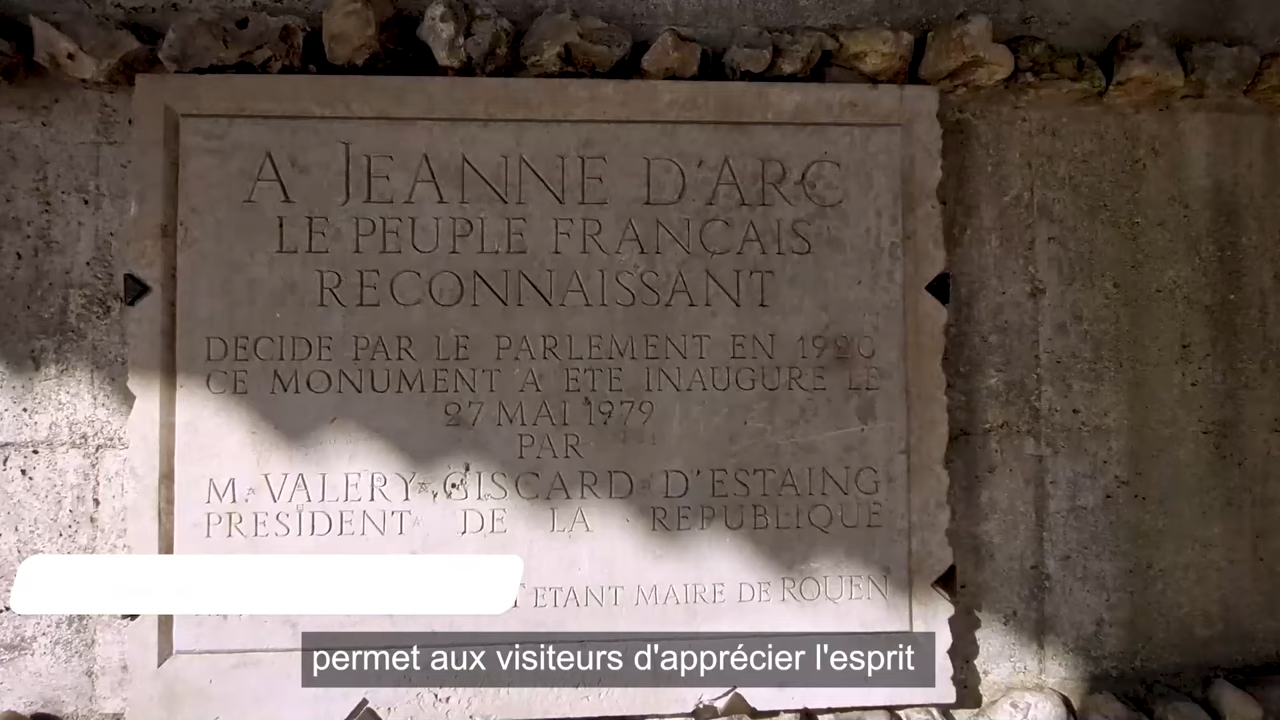 A JEANNE D'ARC
LE PEUPLE FRANÇAIS
RECONNAISSANT
DECIDE PAR LE PARLEMENT EN 1920
CE MONUMENT A ETE INAUGURE LE
27 MAI 1979
PAR
M. VALERY GISCARD D'ESTAING
PRESIDENT DE LA REPUBLIQUE
ETANT MAIRE DE ROUEN
permet aux visiteurs d'apprécier l'esprit